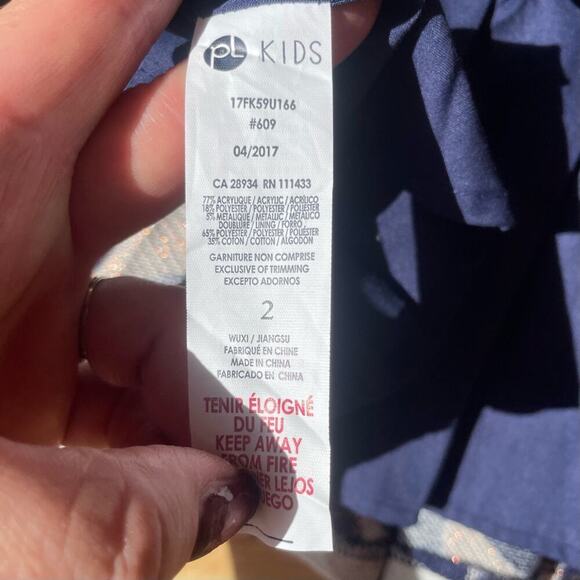 pL KIDS
17FK59U166
#609
04/2017
CA 28934 RN 111433
77% ACRYLIQUE / ACRYLIC / ACRÍLICO
18% POLYESTER / POLYESTER / POLIÉSTER
5% METALIQUE / METALLIC / METÁLICO
DOUBLURE / LINING / FORRO
65% POLYESTER / POLYESTER / POLIÉSTER
35% COTON / COTTON / ALGODON
GARNITURE NON COMPRISE
EXCLUSIVE OF TRIMMING
EXCEPTO ADORNOS
2
WUXI / JIANGSU
FABRIQUÉ EN CHINE
MADE IN CHINA
FABRICADO EN CHINA
TENIR ÉLOIGNÉ
DU FEU
KEEP AWAY
FROM FIRE
LEJOS